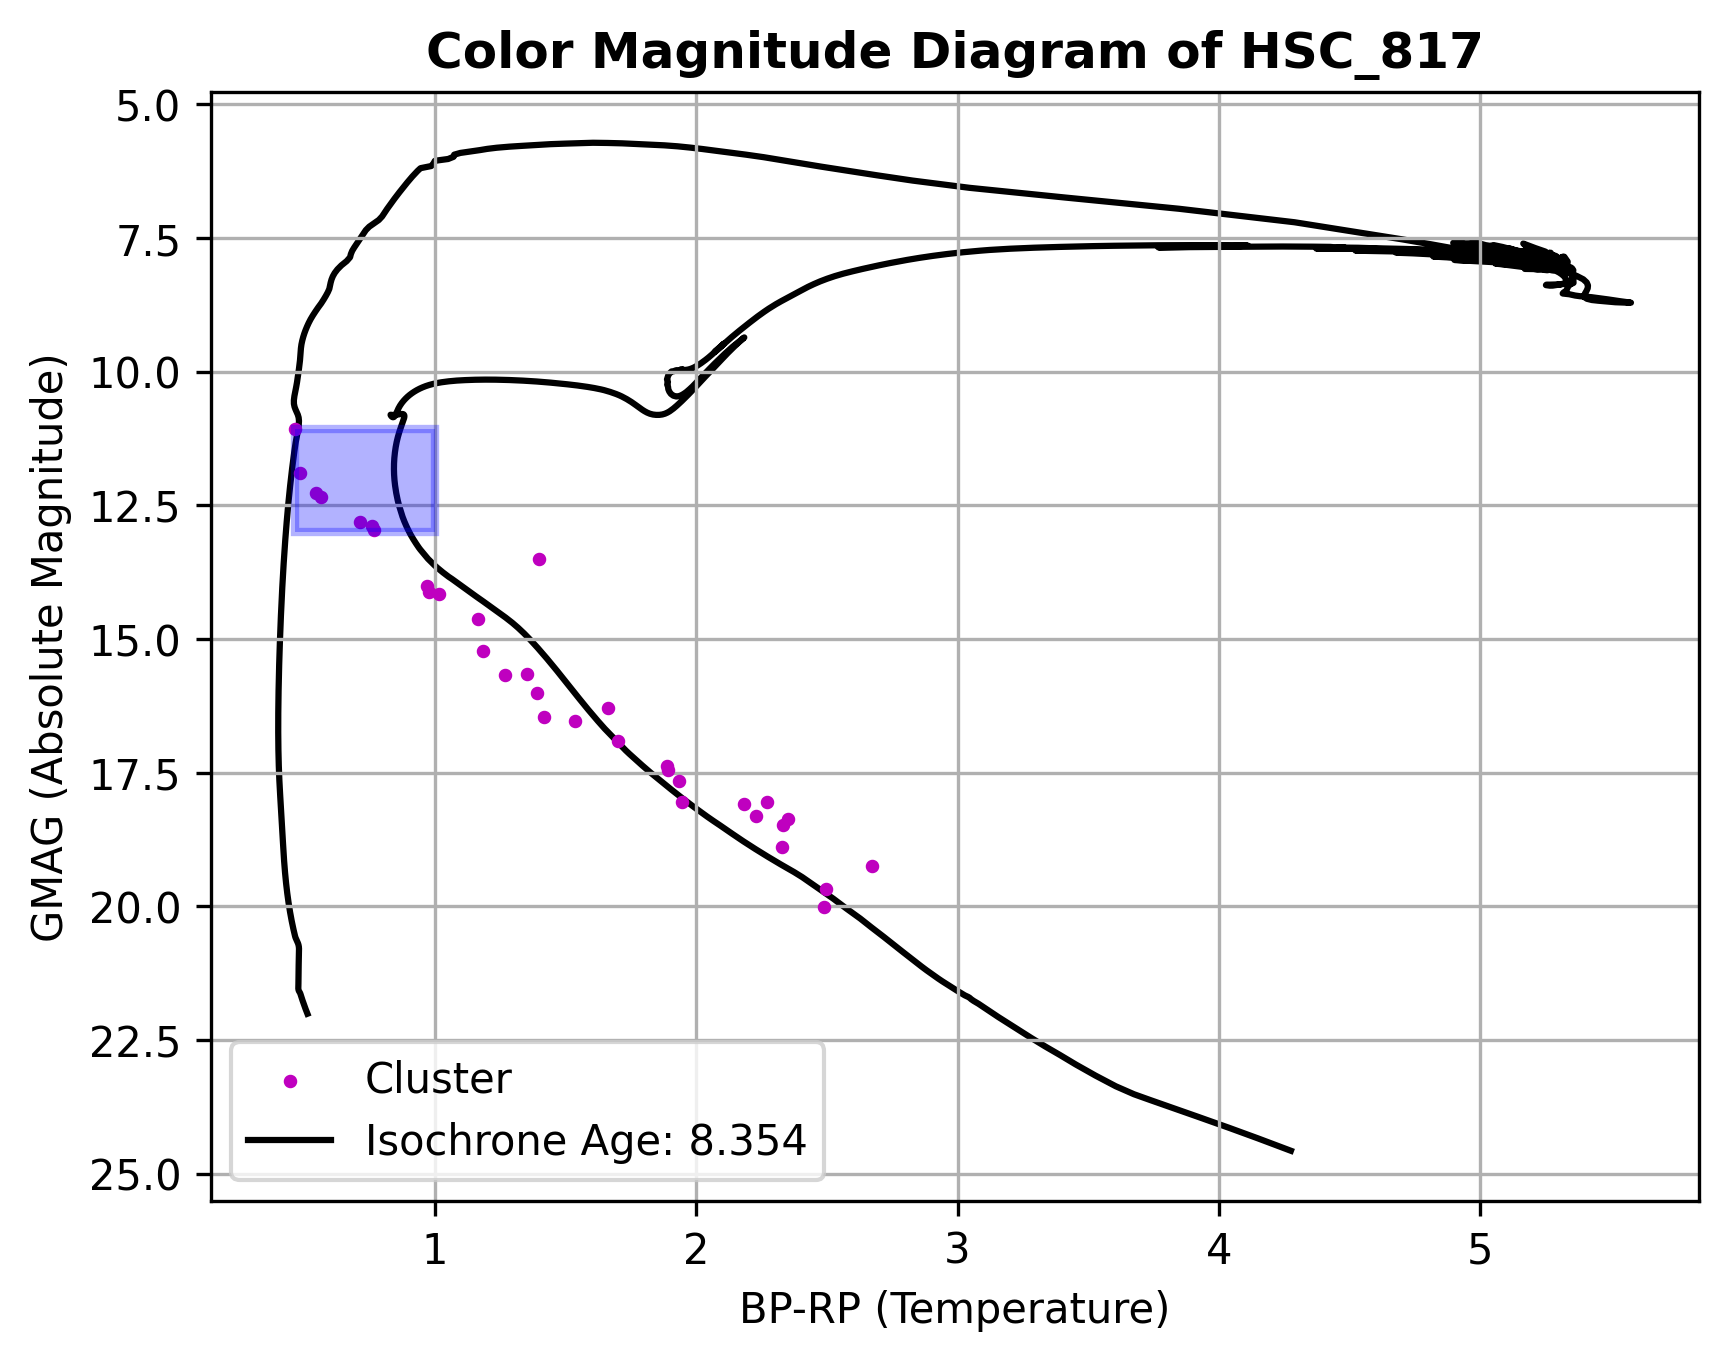 Color Magnitude Diagram of HSC_817
GMAG (Absolute Magnitude)
5.0
7.5
10.0
12.5
15.0
17.5
20.0
22.5
25.0
Cluster
Isochrone Age: 8.354
1 2 3 4 5
BP-RP (Temperature)